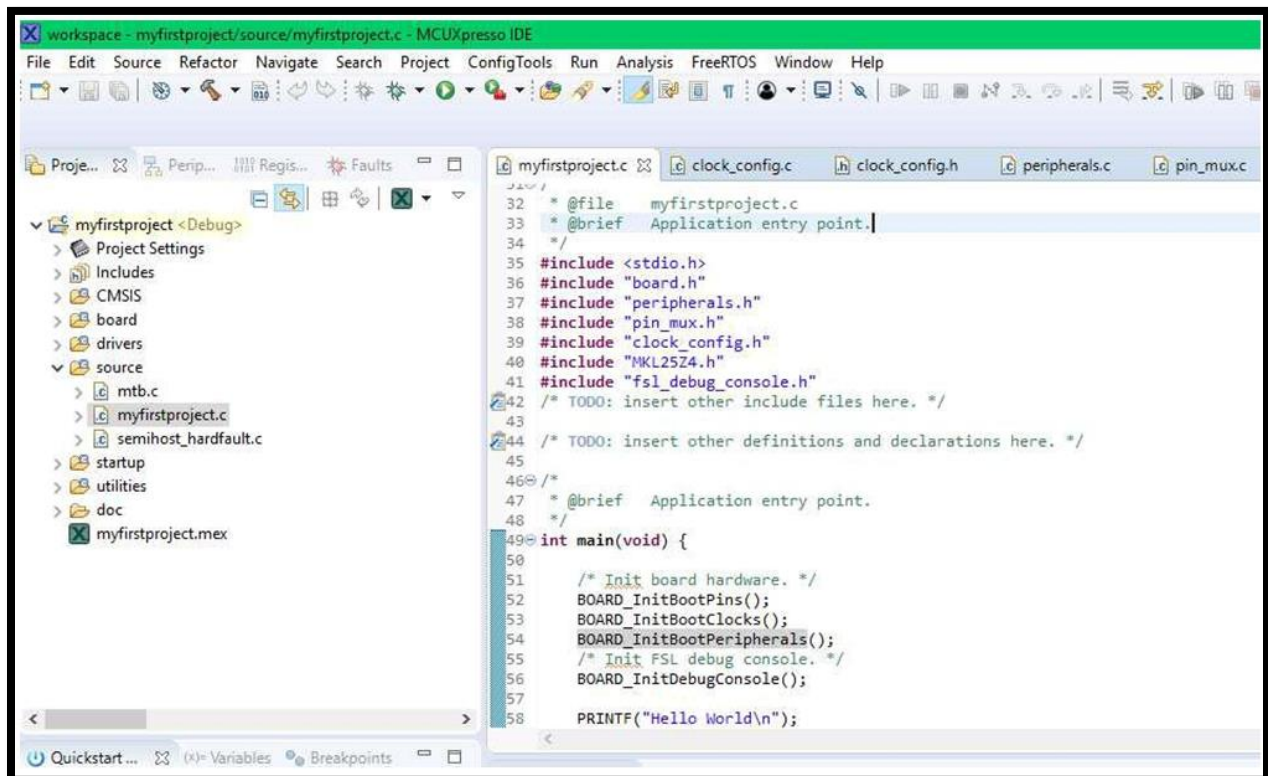 workspace - myfirstproject/source/myfirstproject.c - MCUXpresso IDE
File Edit Source Refactor Navigate Search Project ConfigTools Run Analysis FreeRTOS Window Help
Proje... Perip... Regis... Faults
myfirstproject <Debug>
Project Settings
Includes
CMSIS
board
drivers
source
mtb.c
myfirstproject.c
semihost_hardfault.c
startup
utilities
doc
myfirstproject.mex
Quickstart ... (x)= Variables Breakpoints
myfirstproject.c clock_config.c clock_config.h peripherals.c pin_mux.c
32 * @file myfirstproject.c
33 * @brief Application entry point.
34 */
35 #include <stdio.h>
36 #include "board.h"
37 #include "peripherals.h"
38 #include "pin_mux.h"
39 #include "clock_config.h"
40 #include "MKL25Z4.h"
41 #include "fsl_debug_console.h"
42 /* TODO: insert other include files here. */
43
44 /* TODO: insert other definitions and declarations here. */
45
46 /*
47 * @brief Application entry point.
48 */
49 int main(void) {
50
51 /* Init board hardware. */
52 BOARD_InitBootPins();
53 BOARD_InitBootClocks();
54 BOARD_InitBootPeripherals();
55 /* Init FSL debug console. */
56 BOARD_InitDebugConsole();
57
58 PRINTF("Hello World\n");